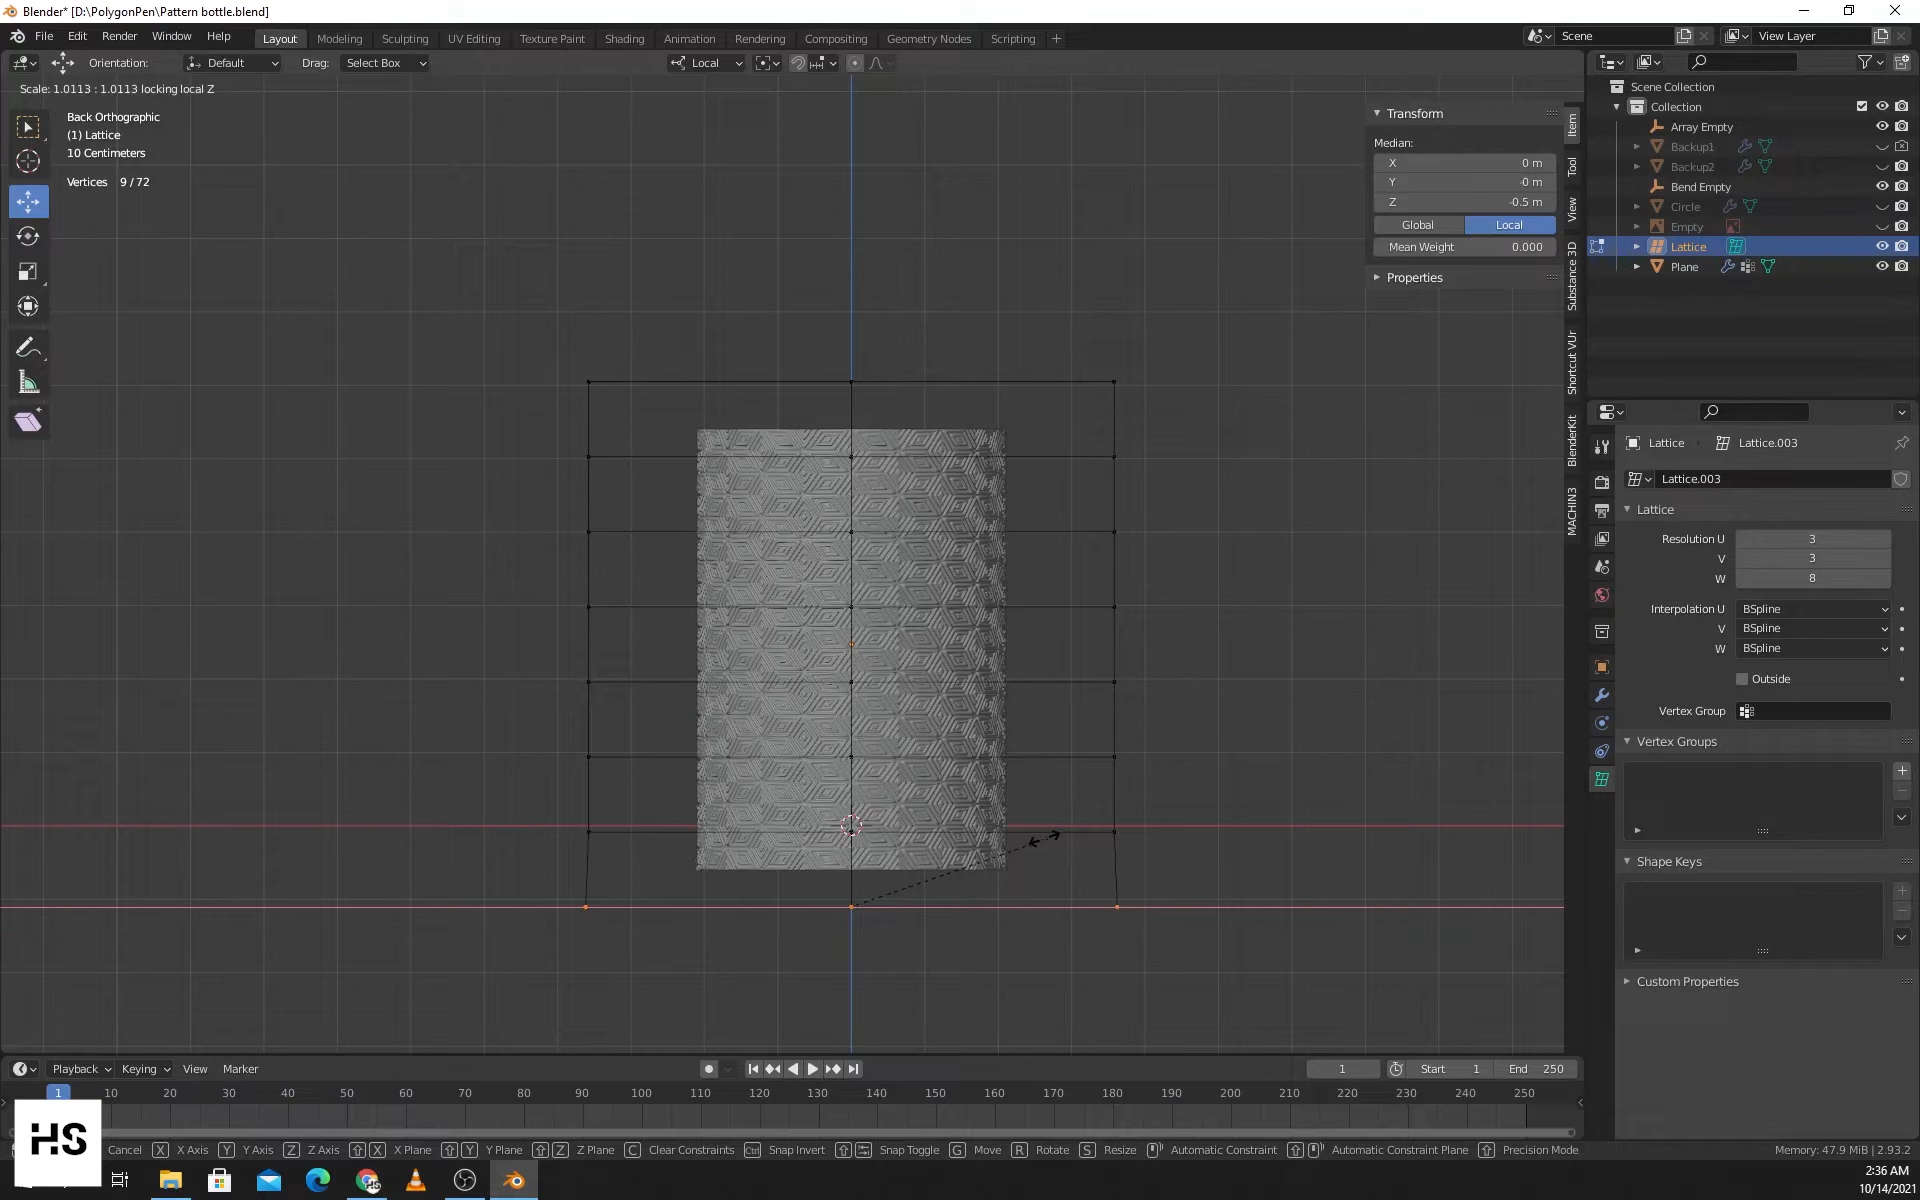 Blender* [D:\PolygonPen\Pattern bottle.blend]
File Edit Render Window Help Layout Modeling Sculpting UV Editing Texture Paint Shading Animation Rendering Compositing Geometry Nodes Scripting + Scene View Layer
Orientation: Default Drag: Select Box Local
Scale: 1.0113 : 1.0113 locking local Z
Back Orthographic
(1) Lattice
10 Centimeters
Vertices 9 / 72
Transform
Median:
X 0 m
Y -0 m
Z -0.5 m
Global Local
Mean Weight 0.000
Properties
Item
Tool
View
Substance 3D
Shortcut VUr
BlenderKit
MACHIN3
Scene Collection
Collection
Array Empty
Backup1
Backup2
Bend Empty
Circle
Empty
Lattice
Plane
Lattice Lattice.003
Lattice.003
Lattice
Resolution U 3
V 3
W 8
Interpolation U BSpline
V BSpline
W BSpline
Outside
Vertex Group
Vertex Groups
Shape Keys
Custom Properties
Playback Keying View Marker 1 Start 1 End 250
1 10 20 30 40 50 60 70 80 90 100 110 120 130 140 150 160 170 180 190 200 210 220 230 240 250
HS
Cancel X X Axis Y Y Axis Z Z Axis X X Plane Y Y Plane Z Z Plane C Clear Constraints Ctrl Snap Invert Snap Toggle G Move R Rotate S Resize Automatic Constraint Automatic Constraint Plane Precision Mode Memory: 47.9 MiB | 2.93.2
2:36 AM
10/14/2021